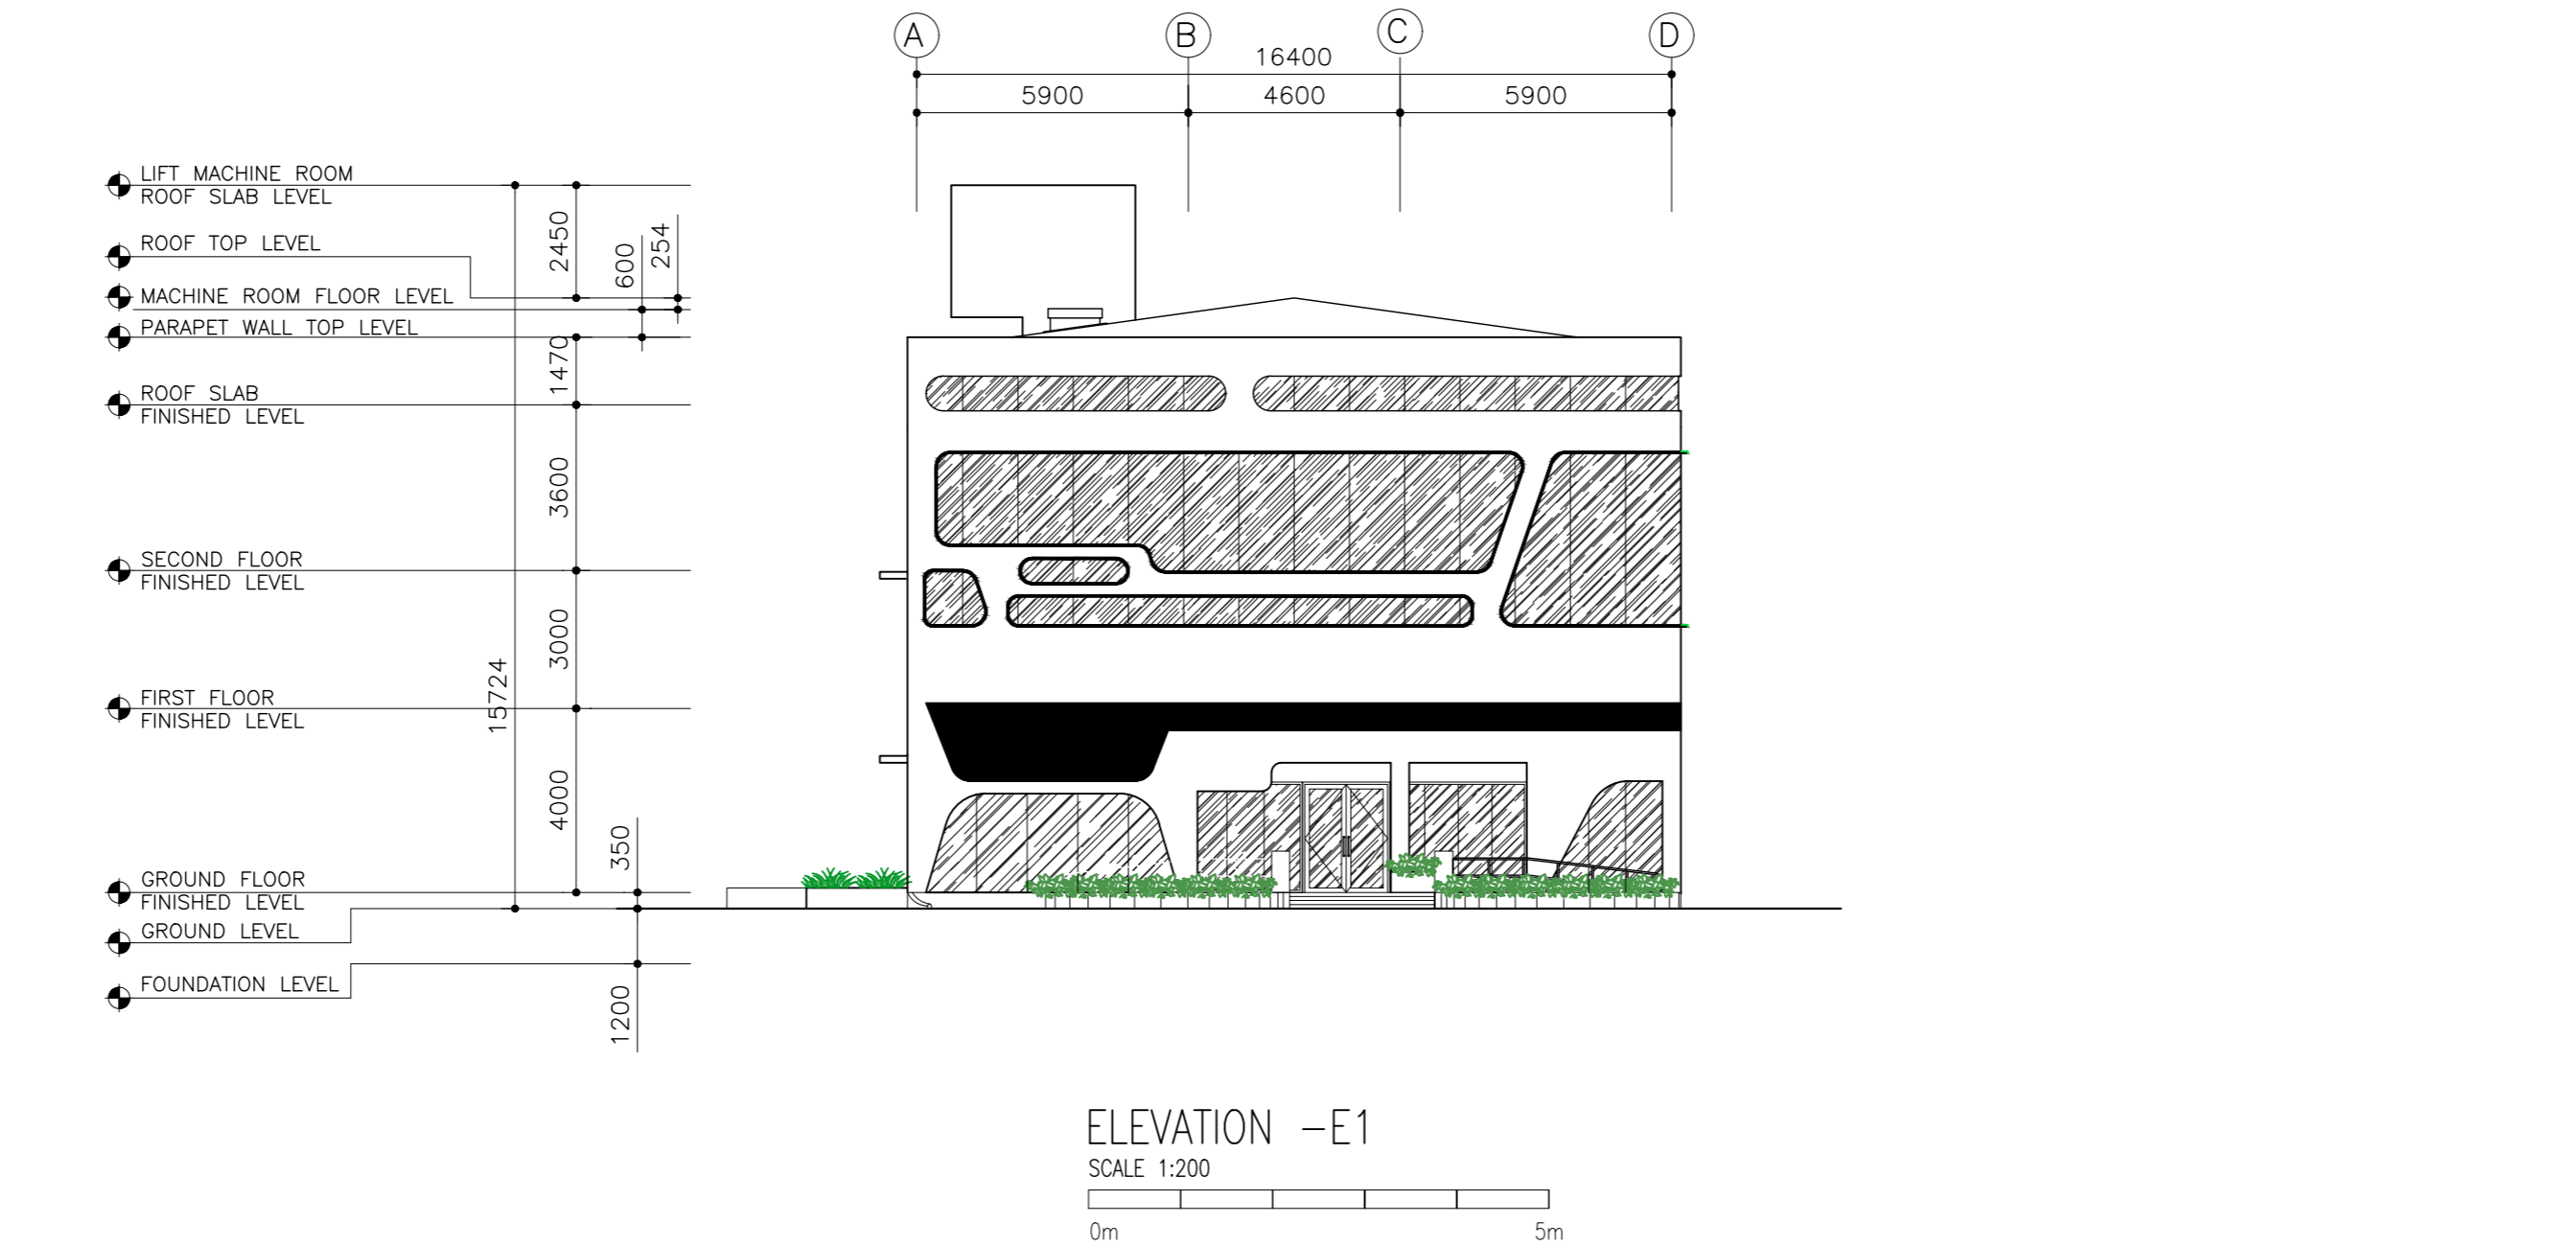 A
B
C
D
16400
5900
4600
5900
LIFT MACHINE ROOM
ROOF SLAB LEVEL
ROOF TOP LEVEL
MACHINE ROOM FLOOR LEVEL
PARAPET WALL TOP LEVEL
ROOF SLAB
FINISHED LEVEL
SECOND FLOOR
FINISHED LEVEL
FIRST FLOOR
FINISHED LEVEL
GROUND FLOOR
FINISHED LEVEL
GROUND LEVEL
FOUNDATION LEVEL
15724
2450
1470
3600
3000
4000
600
254
350
1200
ELEVATION -E1
SCALE 1:200
0m
5m